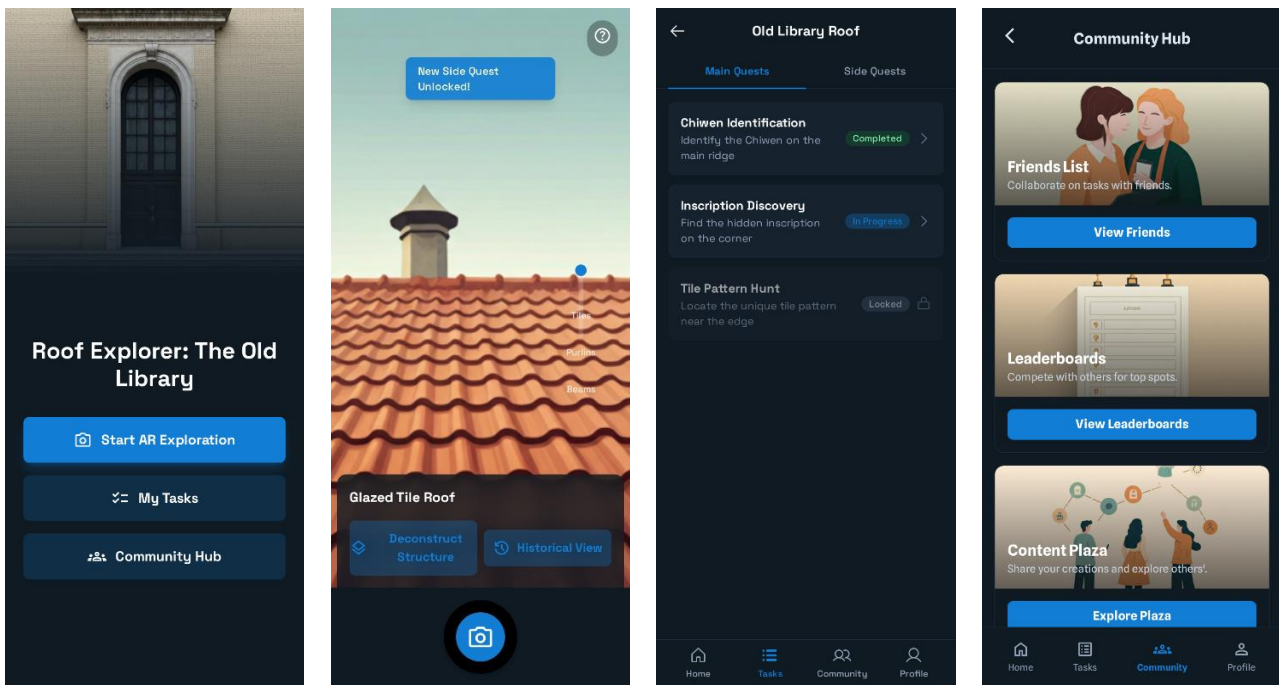 Roof Explorer: The Old
Library
Start AR Exploration
My Tasks
Community Hub
New Side Quest
Unlocked!
Tiles
Purlins
Beams
Glazed Tile Roof
Deconstruct
Structure
Historical View
Old Library Roof
Main Quests
Side Quests
Chiwen Identification
Identify the Chiwen on the
main ridge
Completed
Inscription Discovery
Find the hidden inscription
on the corner
In Progress
Tile Pattern Hunt
Locate the unique tile pattern
near the edge
Locked
Home
Tasks
Community
Profile
Community Hub
Friends List
Collaborate on tasks with friends.
View Friends
Leaderboards
Compete with others for top spots.
View Leaderboards
Content Plaza
Share your creations and explore others'.
Explore Plaza
Home
Tasks
Community
Profile